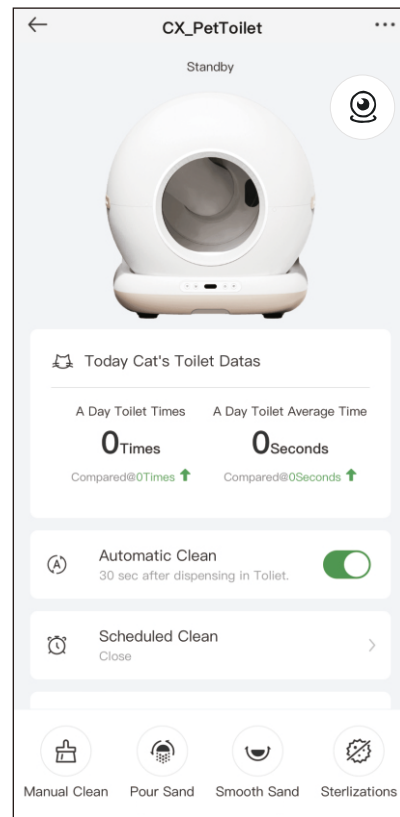 CX_PetToilet
Standby
Today Cat's Toilet Datas
A Day Toilet Times A Day Toilet Average Time
0Times 0Seconds
Compared@0Times ↑ Compared@0Seconds ↑
Automatic Clean
30 sec after dispensing in Toliet.
Scheduled Clean
Close
Manual Clean Pour Sand Smooth Sand Sterlizations